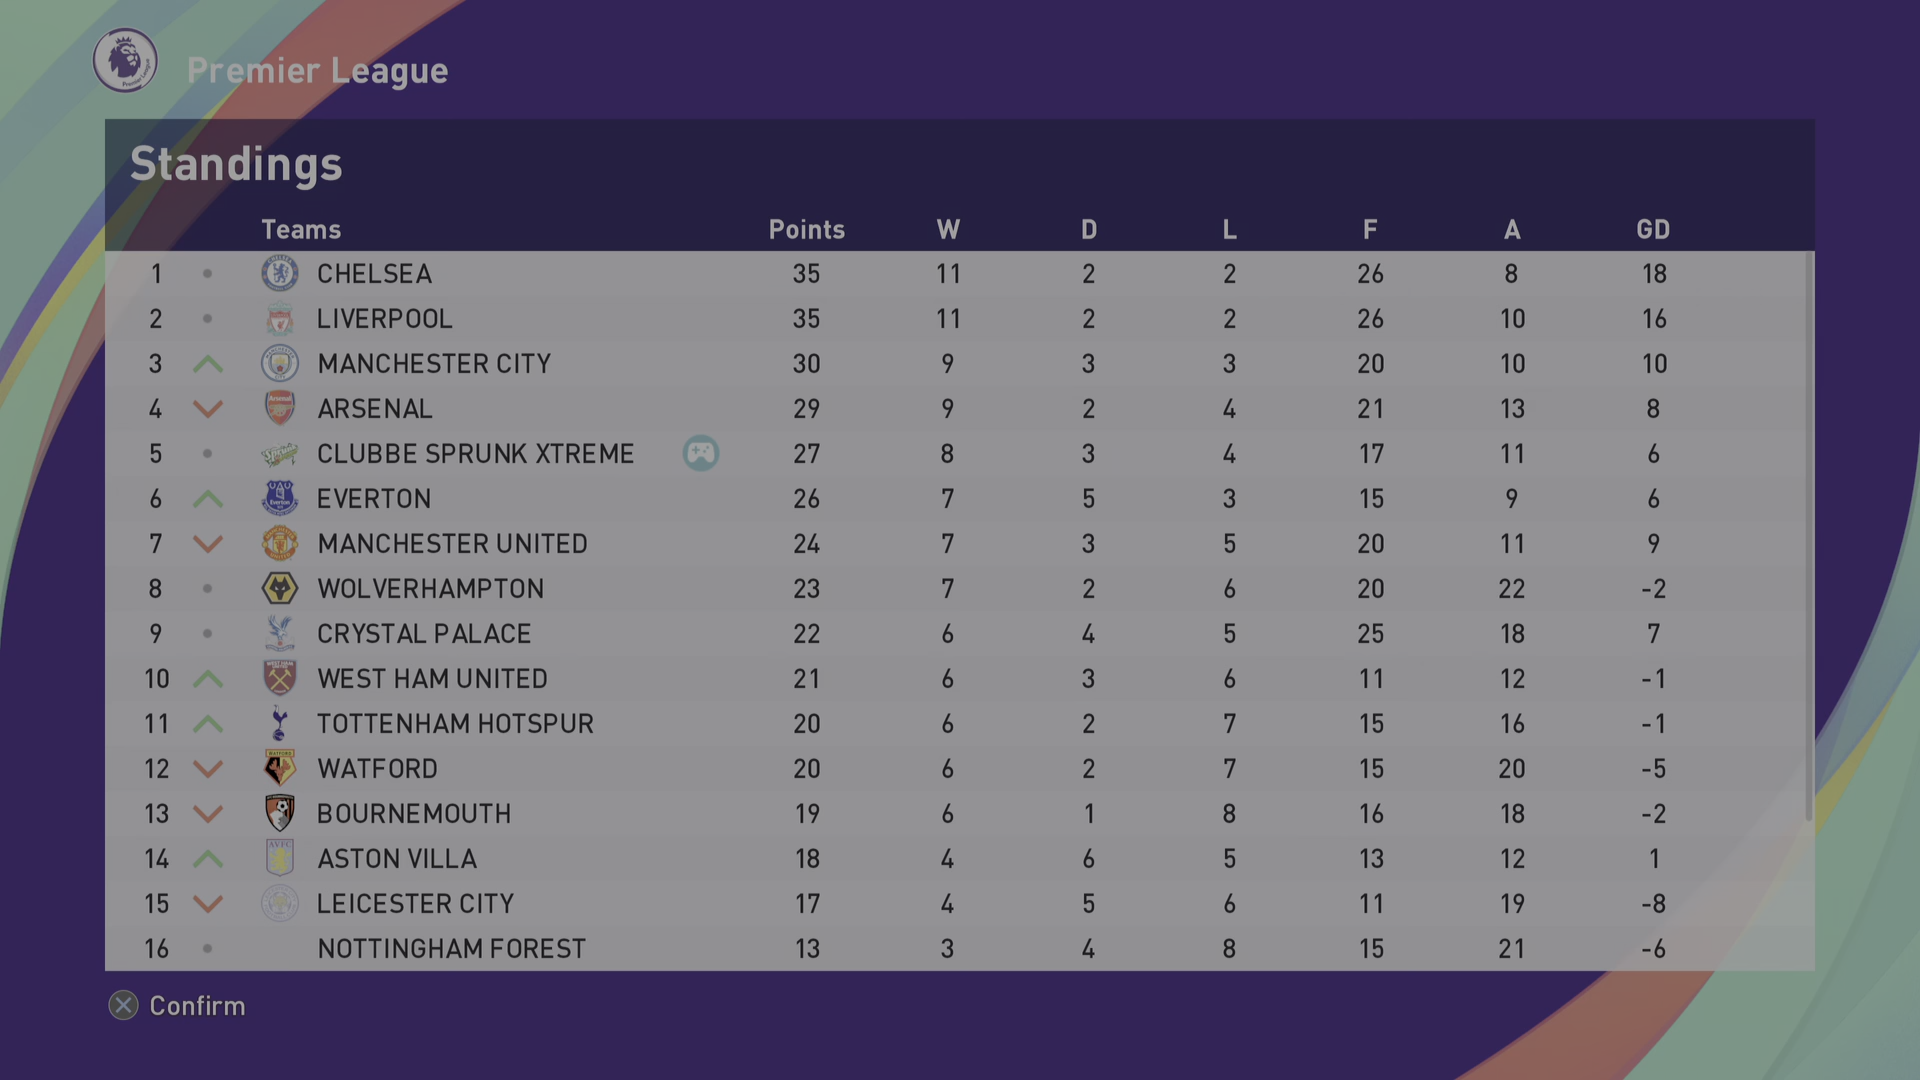 Premier League
Standings
Teams Points W D L F A GD
1 CHELSEA 35 11 2 2 26 8 18
2 LIVERPOOL 35 11 2 2 26 10 16
3 MANCHESTER CITY 30 9 3 3 20 10 10
4 ARSENAL 29 9 2 4 21 13 8
5 CLUBBE SPRUNK XTREME 27 8 3 4 17 11 6
6 EVERTON 26 7 5 3 15 9 6
7 MANCHESTER UNITED 24 7 3 5 20 11 9
8 WOLVERHAMPTON 23 7 2 6 20 22 -2
9 CRYSTAL PALACE 22 6 4 5 25 18 7
10 WEST HAM UNITED 21 6 3 6 11 12 -1
11 TOTTENHAM HOTSPUR 20 6 2 7 15 16 -1
12 WATFORD 20 6 2 7 15 20 -5
13 BOURNEMOUTH 19 6 1 8 16 18 -2
14 ASTON VILLA 18 4 6 5 13 12 1
15 LEICESTER CITY 17 4 5 6 11 19 -8
16 NOTTINGHAM FOREST 13 3 4 8 15 21 -6
Confirm